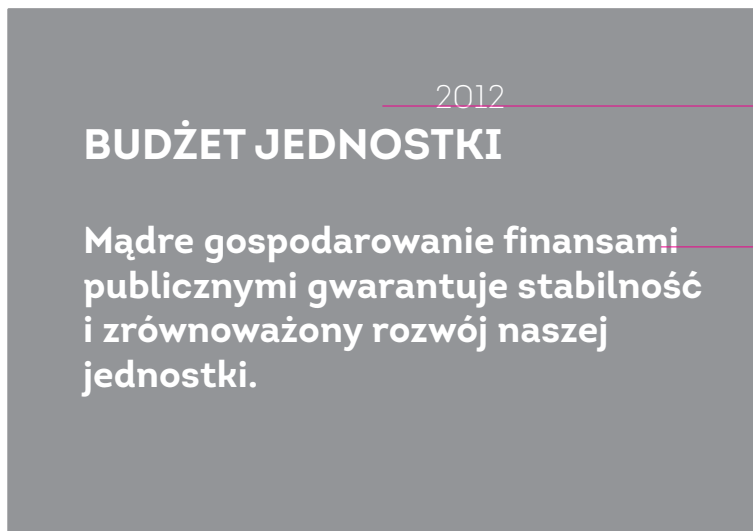 2012
BUDŻET JEDNOSTKI
Mądre gospodarowanie finansami
publicznymi gwarantuje stabilność
i zrównoważony rozwój naszej
jednostki.